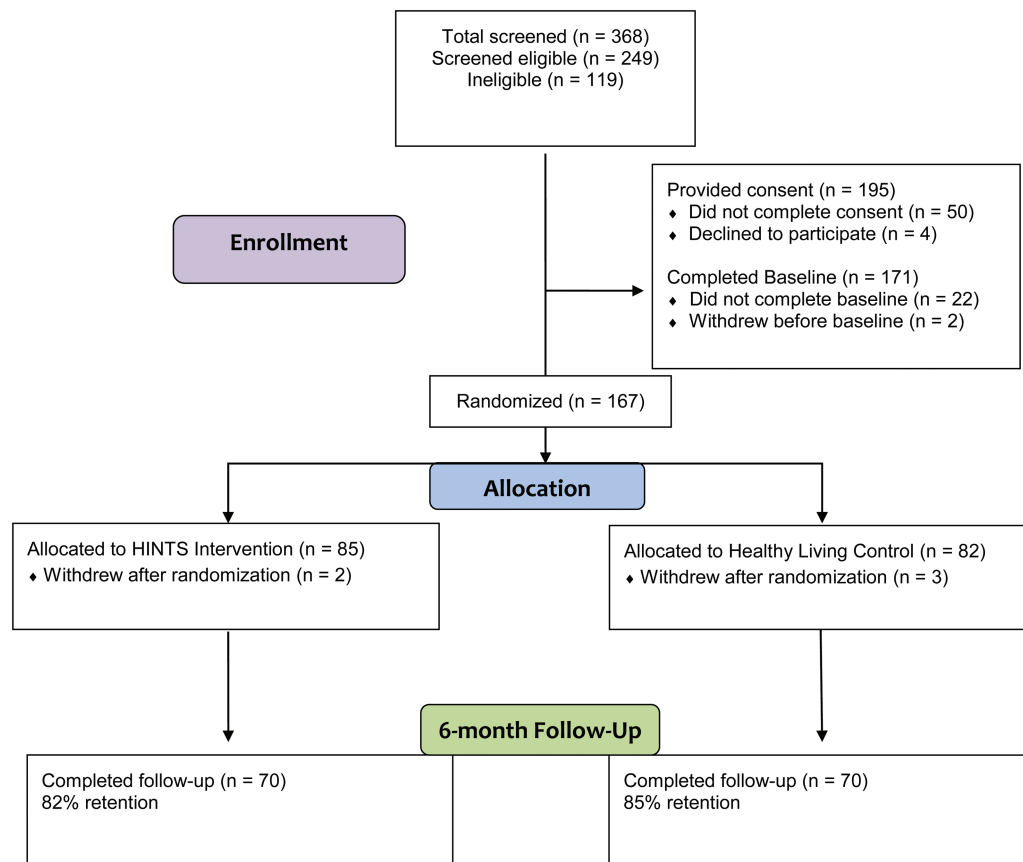 Total screened (n = 368)
Screened eligible (n = 249)
Ineligible (n = 119)
Provided consent (n = 195)
♦ Did not complete consent (n = 50)
♦ Declined to participate (n = 4)
Completed Baseline (n = 171)
♦ Did not complete baseline (n = 22)
♦ Withdrew before baseline (n = 2)
Enrollment
Randomized (n = 167)
Allocation
Allocated to HINTS Intervention (n = 85)
♦ Withdrew after randomization (n = 2)
Allocated to Healthy Living Control (n = 82)
♦ Withdrew after randomization (n = 3)
6-month Follow-Up
Completed follow-up (n = 70)
82% retention
Completed follow-up (n = 70)
85% retention